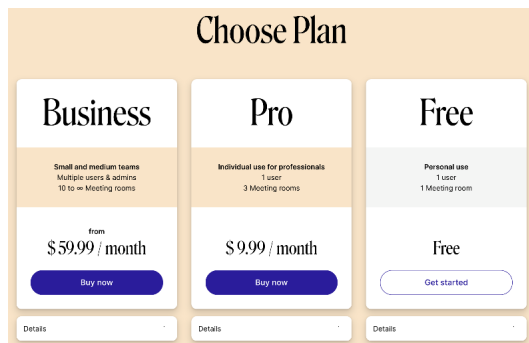 Choose Plan
Business
Small and medium teams
Multiple users & admins
10 to ∞ Meeting rooms
from
$ 59.99 / month
Buy now
Details
Pro
Individual use for professionals
1 user
3 Meeting rooms
$ 9.99 / month
Buy now
Details
Free
Personal use
1 user
1 Meeting room
Free
Get started
Details